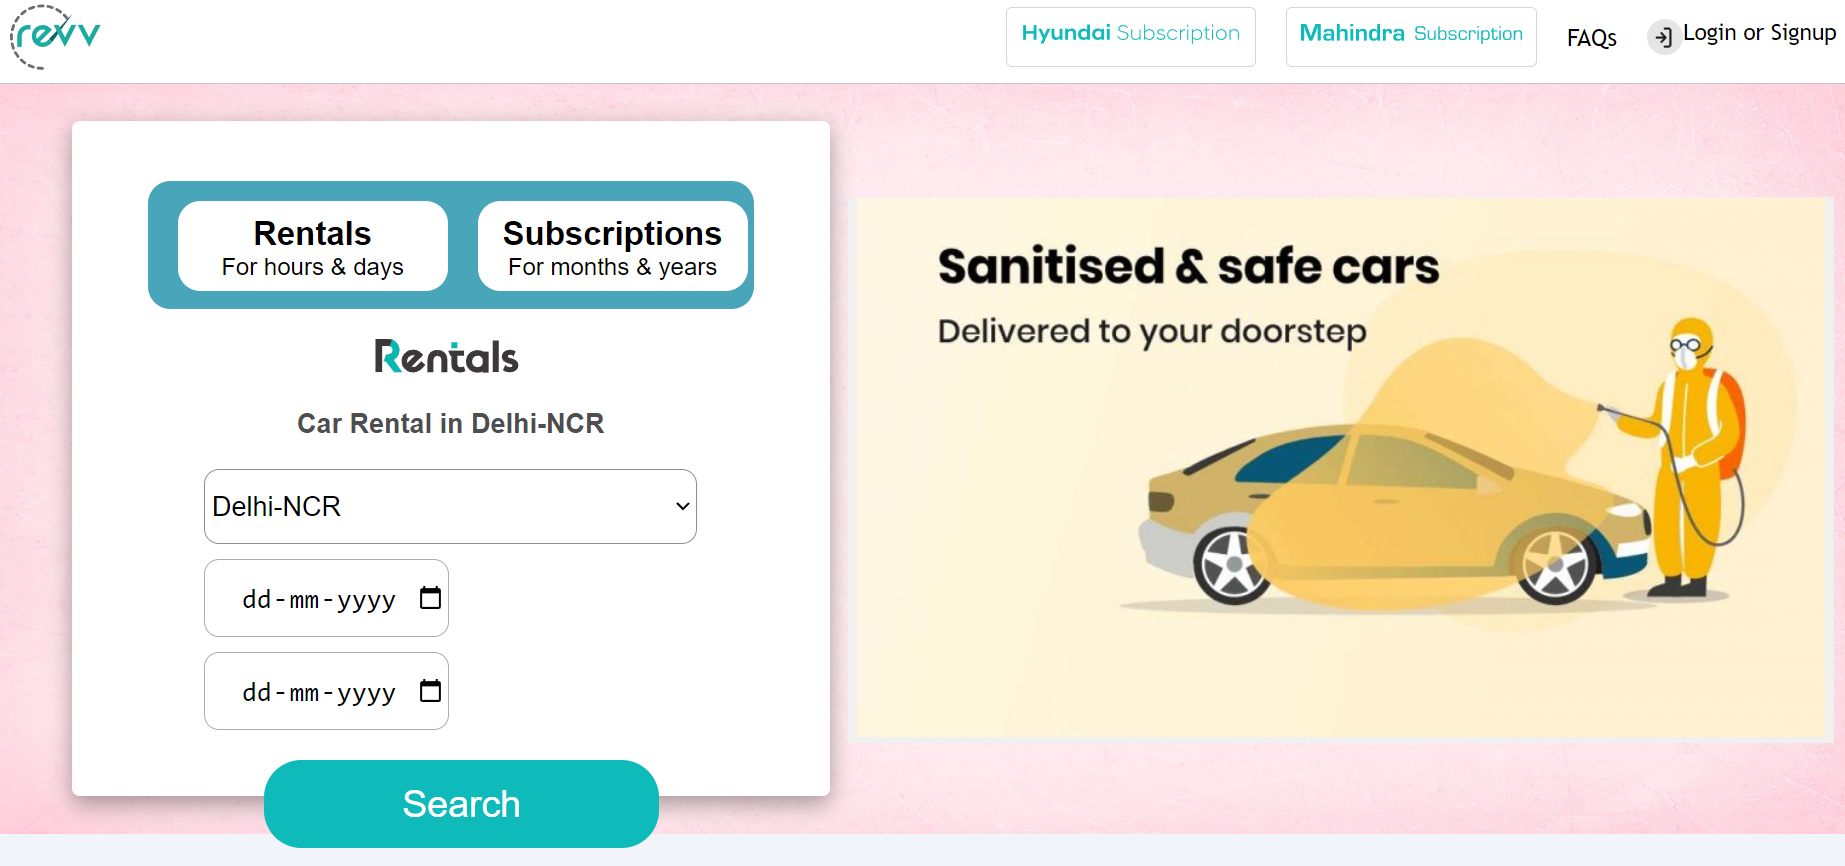 revv
Hyundai Subscription
Mahindra Subscription
FAQs
Login or Signup
Rentals
For hours & days
Subscriptions
For months & years
Rentals
Car Rental in Delhi-NCR
Delhi-NCR
dd-mm-yyyy
dd-mm-yyyy
Search
Sanitised & safe cars
Delivered to your doorstep